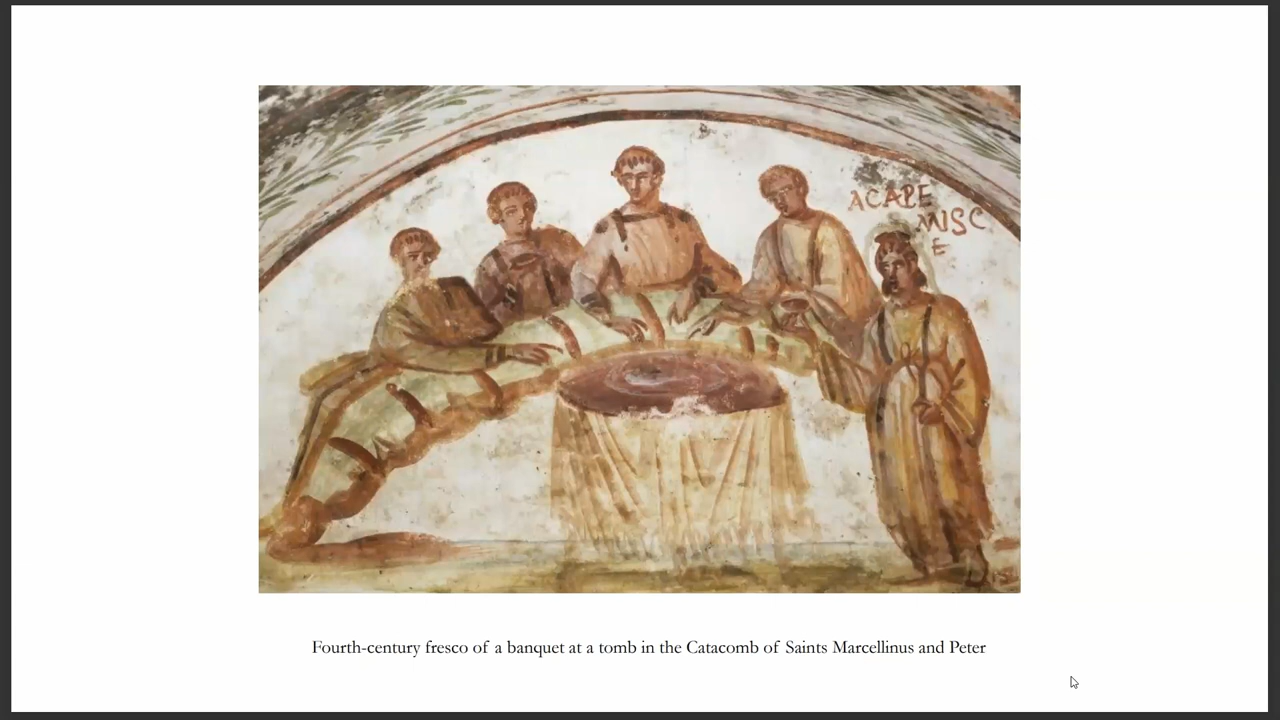 ACAPE
MISC
E
Fourth-century fresco of a banquet at a tomb in the Catacomb of Saints Marcellinus and Peter